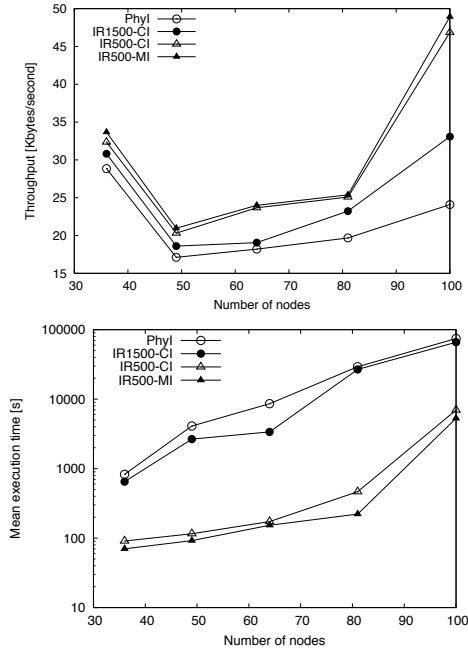 50
45
40
35
30
25
20
15
Throughput [Kbytes/second]
PhyI
IR1500-CI
IR500-CI
IR500-MI
30 40 50 60 70 80 90 100
Number of nodes
100000
10000
1000
100
10
Mean execution time [s]
PhyI
IR1500-CI
IR500-CI
IR500-MI
30 40 50 60 70 80 90 100
Number of nodes